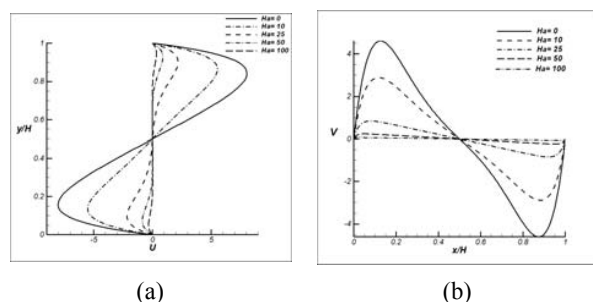 Ha= 0
Ha= 10
Ha= 25
Ha= 50
Ha= 100
1
0.8
0.6
0.4
0.2
0
y/H
-5 0 5
U
(a)
Ha= 0
Ha= 10
Ha= 25
Ha= 50
Ha= 100
4
2
0
-2
-4
V
0 0.2 0.4 0.6 0.8 1
x/H
(b)